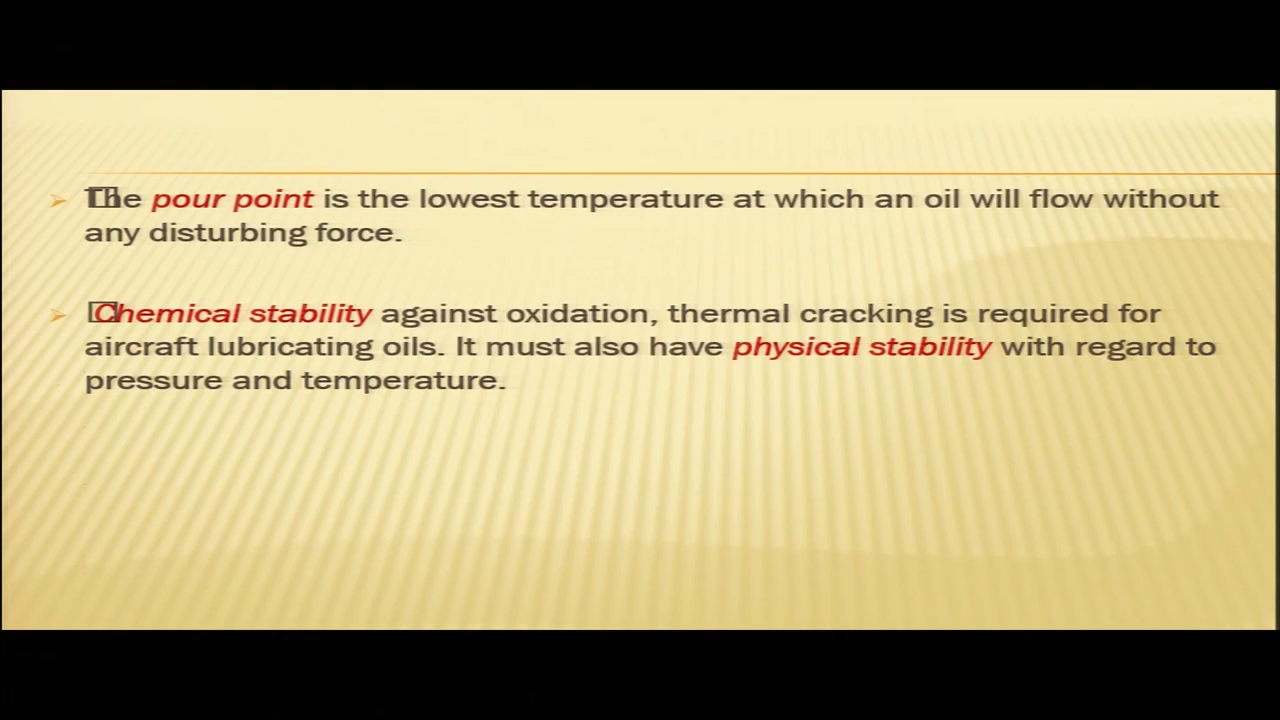 The pour point is the lowest temperature at which an oil will flow without
any disturbing force.
Chemical stability against oxidation, thermal cracking is required for
aircraft lubricating oils. It must also have physical stability with regard to
pressure and temperature.